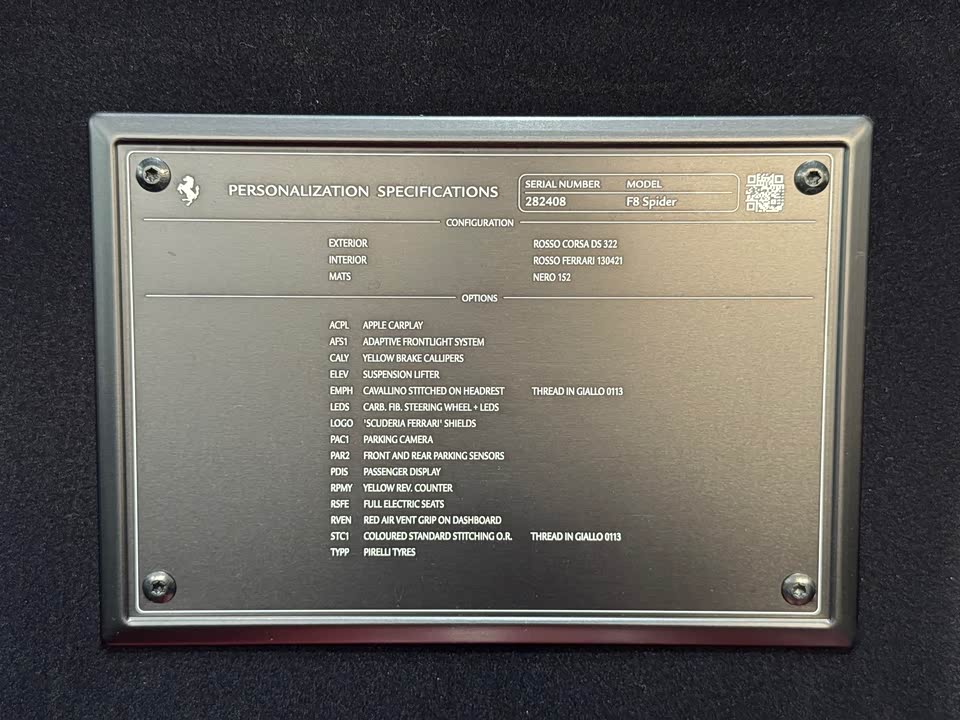 PERSONALIZATION SPECIFICATIONS
SERIAL NUMBER MODEL
282408 F8 Spider
CONFIGURATION
EXTERIOR ROSSO CORSA DS 322
INTERIOR ROSSO FERRARI 130421
MATS NERO 152
OPTIONS
ACPL APPLE CARPLAY
AFS1 ADAPTIVE FRONTLIGHT SYSTEM
CALY YELLOW BRAKE CALLIPERS
ELEV SUSPENSION LIFTER
EMPH CAVALLINO STITCHED ON HEADREST THREAD IN GIALLO 0113
LEDS CARB. FIB. STEERING WHEEL + LEDS
LOGO 'SCUDERIA FERRARI' SHIELDS
PAC1 PARKING CAMERA
PAR2 FRONT AND REAR PARKING SENSORS
PDIS PASSENGER DISPLAY
RPMY YELLOW REV. COUNTER
RSFE FULL ELECTRIC SEATS
RVEN RED AIR VENT GRIP ON DASHBOARD
STC1 COLOURED STANDARD STITCHING O.R. THREAD IN GIALLO 0113
TYPP PIRELLI TYRES